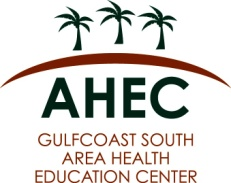 AHEC
GULFCOAST SOUTH
AREA HEALTH
EDUCATION CENTER